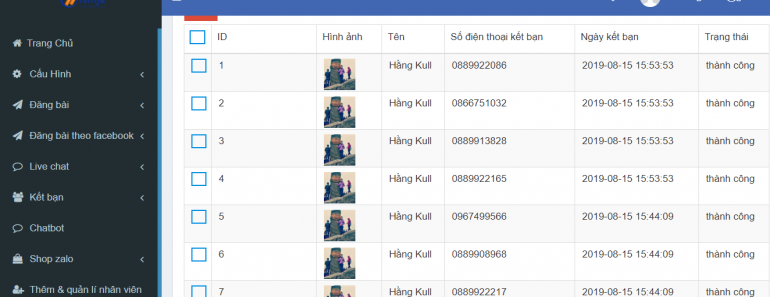 ID Hình ảnh Tên Số điện thoại kết bạn Ngày kết bạn Trạng thái
Trang Chủ
1 Hằng Kull 0889922086 2019-08-15 15:53:53 thành công
Cấu Hình
2 Hằng Kull 0866751032 2019-08-15 15:53:53 thành công
Đăng bài
Đăng bài theo facebook
3 Hằng Kull 0889913828 2019-08-15 15:53:53 thành công
Live chat
4 Hằng Kull 0889922165 2019-08-15 15:53:53 thành công
Kết bạn
5 Hằng Kull 0967499566 2019-08-15 15:44:09 thành công
Chatbot
6 Hằng Kull 0889908968 2019-08-15 15:44:09 thành công
Shop zalo
Thêm & quản lí nhân viên
7 Hằng Kull 0889922217 2019-08-15 15:44:09 thành công